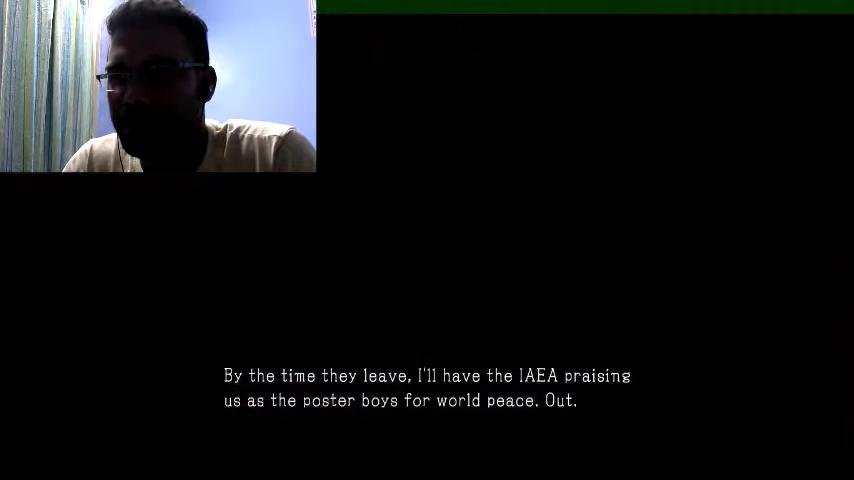 By the time they leave, I'll have the IAEA praising
us as the poster boys for world peace. Out.